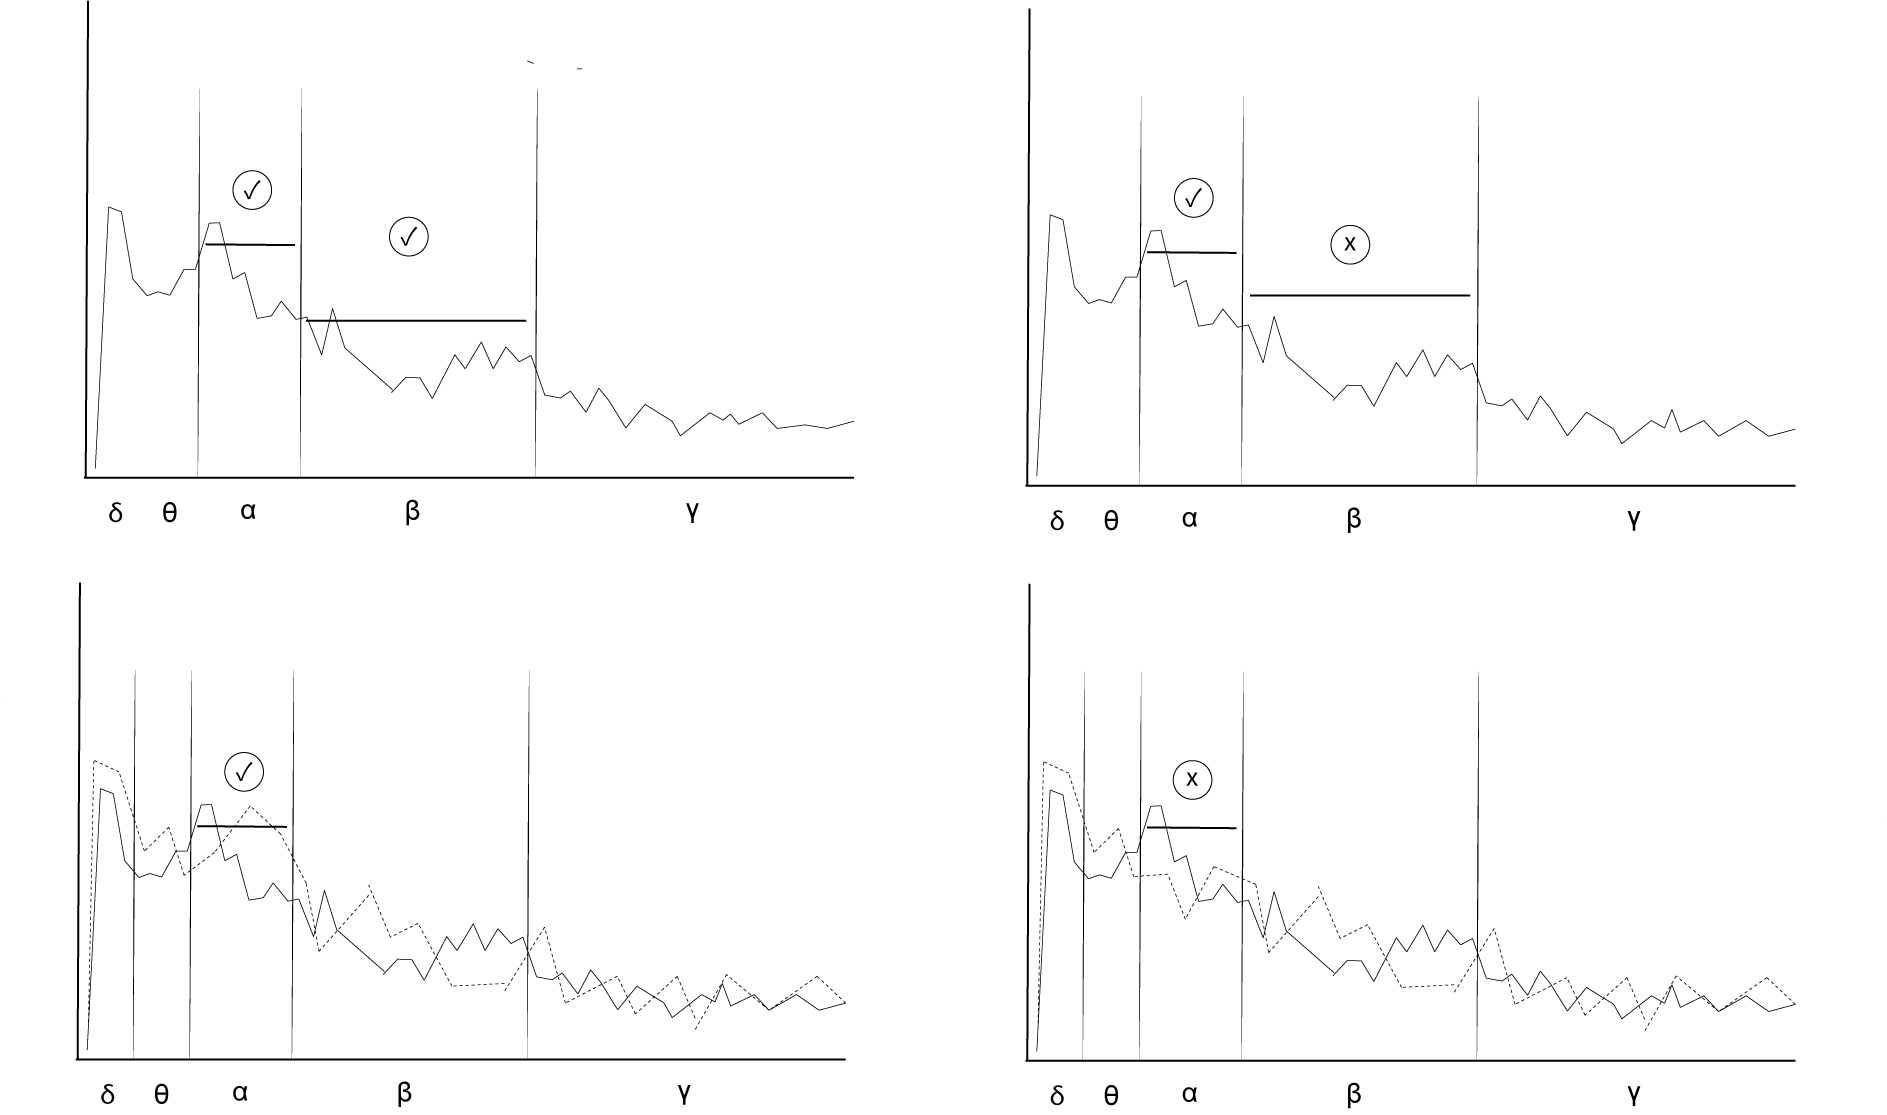 ✓ ✓
δ θ α β γ
✓ x
δ θ α β γ
✓
δ θ α β γ
x
δ θ α β γ